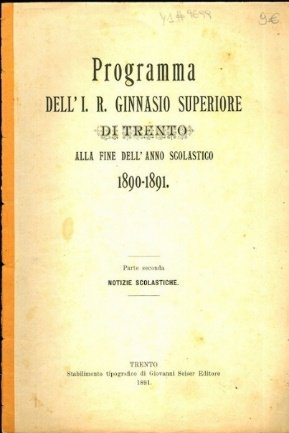 9€
Programma
DELL' I. R. GINNASIO SUPERIORE
DI TRENTO
ALLA FINE DELL' ANNO SCOLASTICO
1890-1891.
Parte seconda
NOTIZIE SCOLASTICHE.
TRENTO
Stabilimento tipografico di Giovanni Seiser Editore
1891.